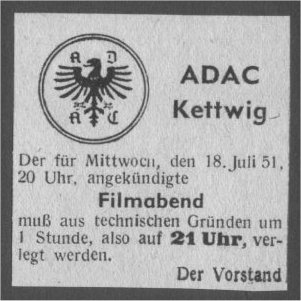 A D
A C
ADAC
Kettwig
Der für Mittwoch, den 18. Juli 51,
20 Uhr, angekündigte
Filmabend
muß aus technischen Gründen um
1 Stunde, also auf 21 Uhr, ver-
legt werden.
Der Vorstand